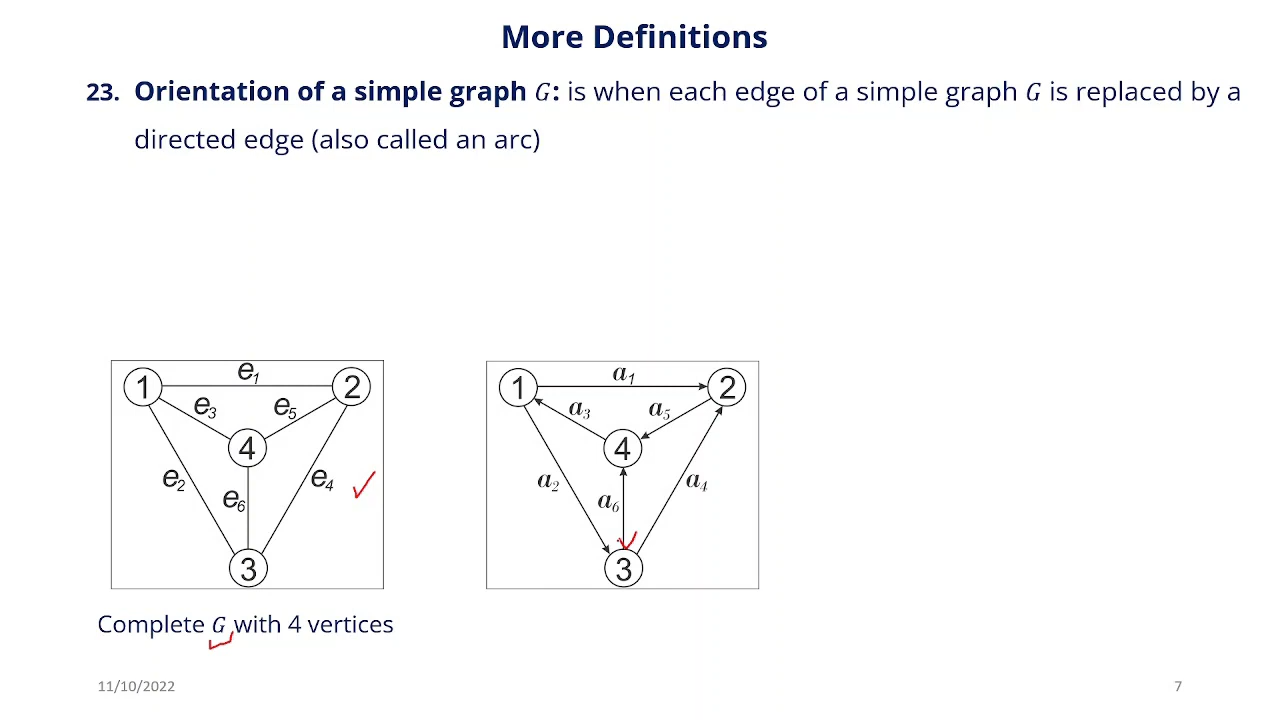 More Definitions
23. Orientation of a simple graph G: is when each edge of a simple graph G is replaced by a
directed edge (also called an arc)
1 e1 2
e3 e5
4
e2 e6 e4
3
1 a1 2
a3 a5
4
a2 a6 a4
3
Complete G with 4 vertices
11/10/2022 7